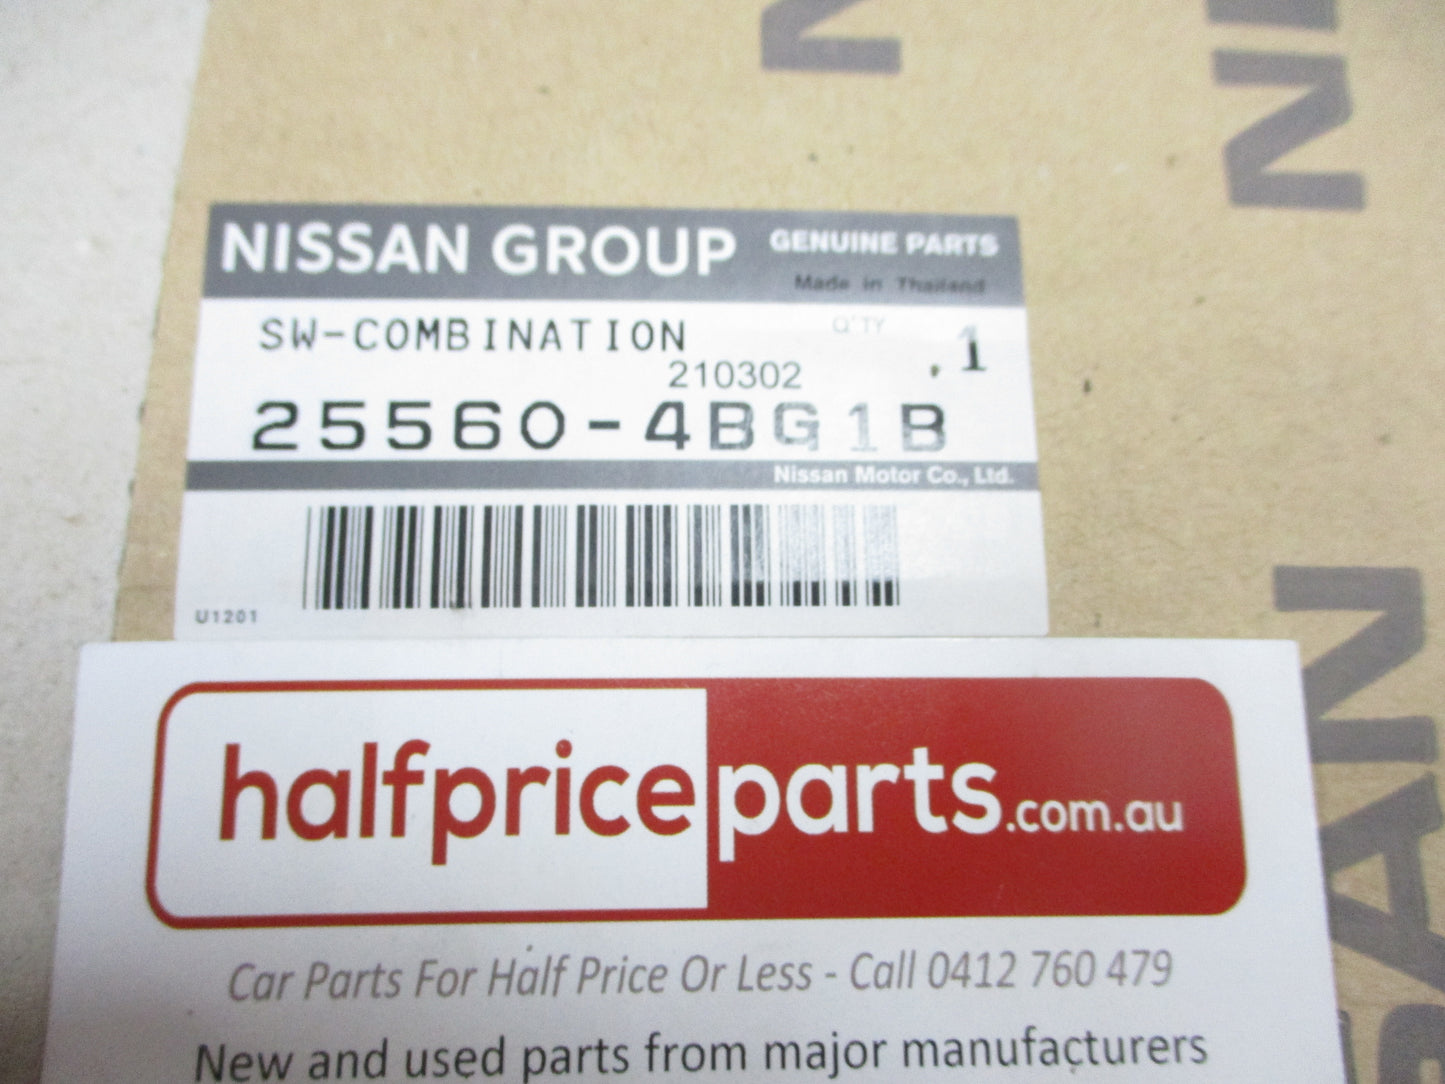 NISSAN GROUP GENUINE PARTS
Made in Thailand
SW-COMBINATION Q'TY .1
210302
25560-4BG1B
Nissan Motor Co., Ltd.
U1201
halfpriceparts.com.au
Car Parts For Half Price Or Less - Call 0412 760 479
New and used parts from major manufacturers